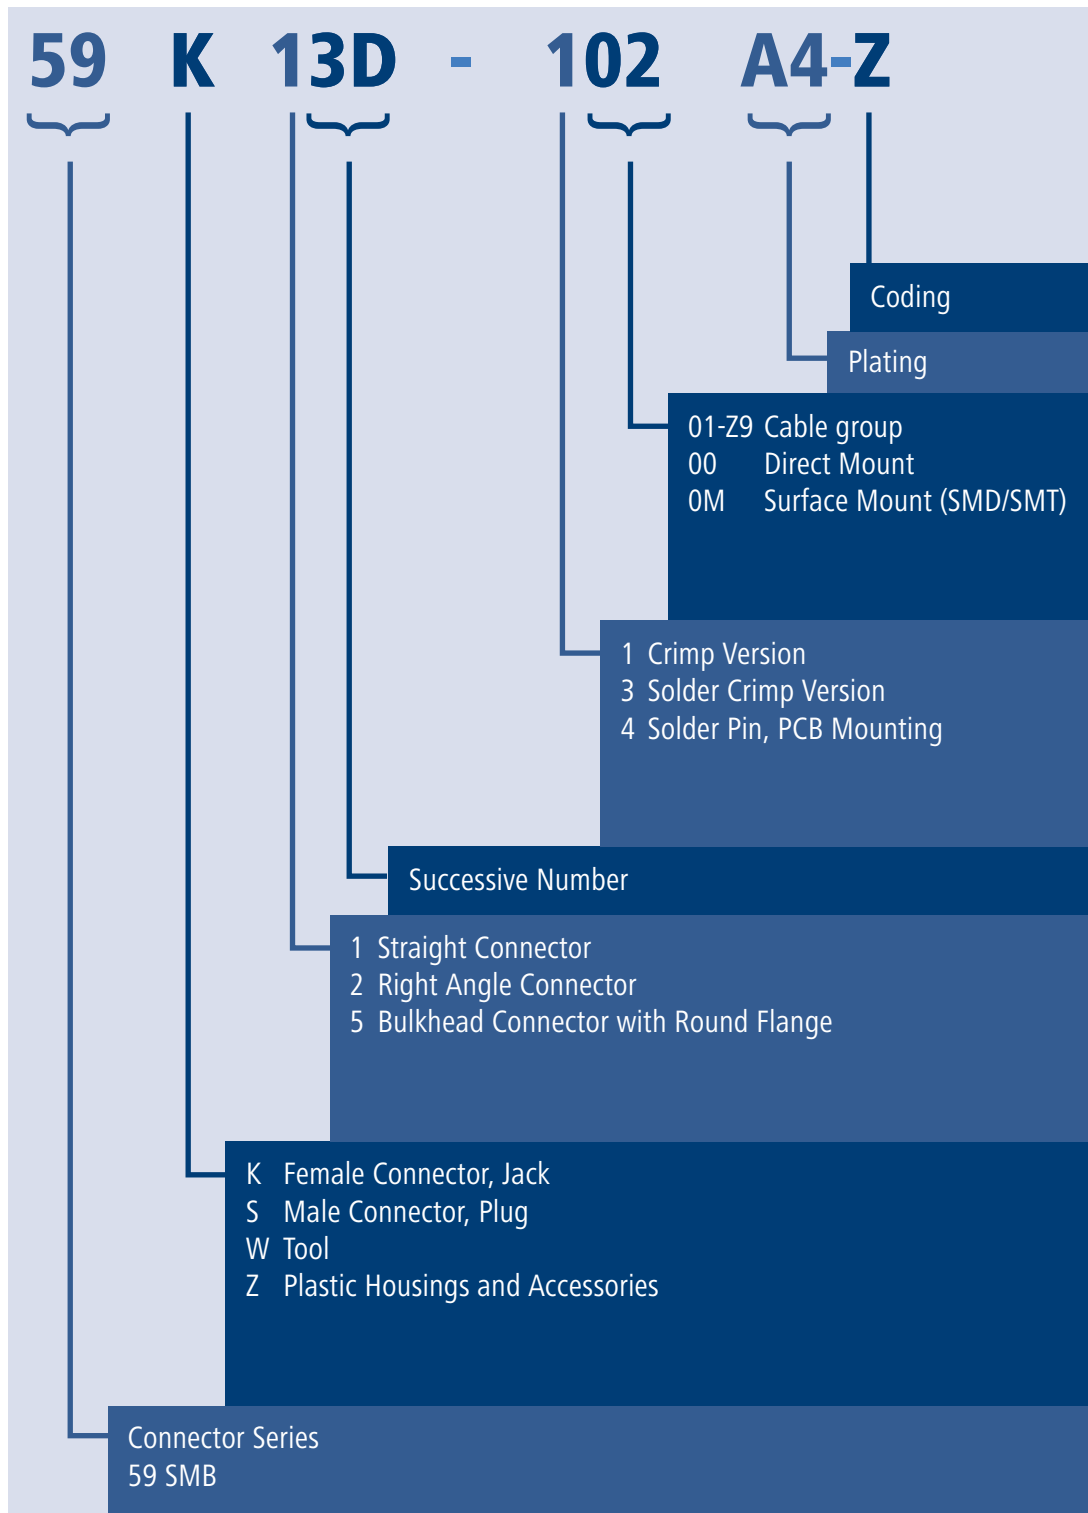 59 K 13D - 102 A4-Z
Coding
Plating
01-Z9 Cable group
00 Direct Mount
0M Surface Mount (SMD/SMT)
1 Crimp Version
3 Solder Crimp Version
4 Solder Pin, PCB Mounting
Successive Number
1 Straight Connector
2 Right Angle Connector
5 Bulkhead Connector with Round Flange
K Female Connector, Jack
S Male Connector, Plug
W Tool
Z Plastic Housings and Accessories
Connector Series
59 SMB